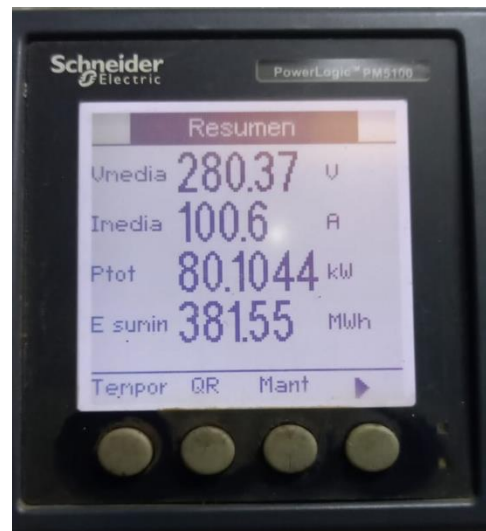 Schneider
Electric
PowerLogic™ PM5100
Resumen
Vmedia 280.37 V
Imedia 100.6 A
Ptot 80.1044 kW
E sumin 381.55 MWh
Tempor QR Mant